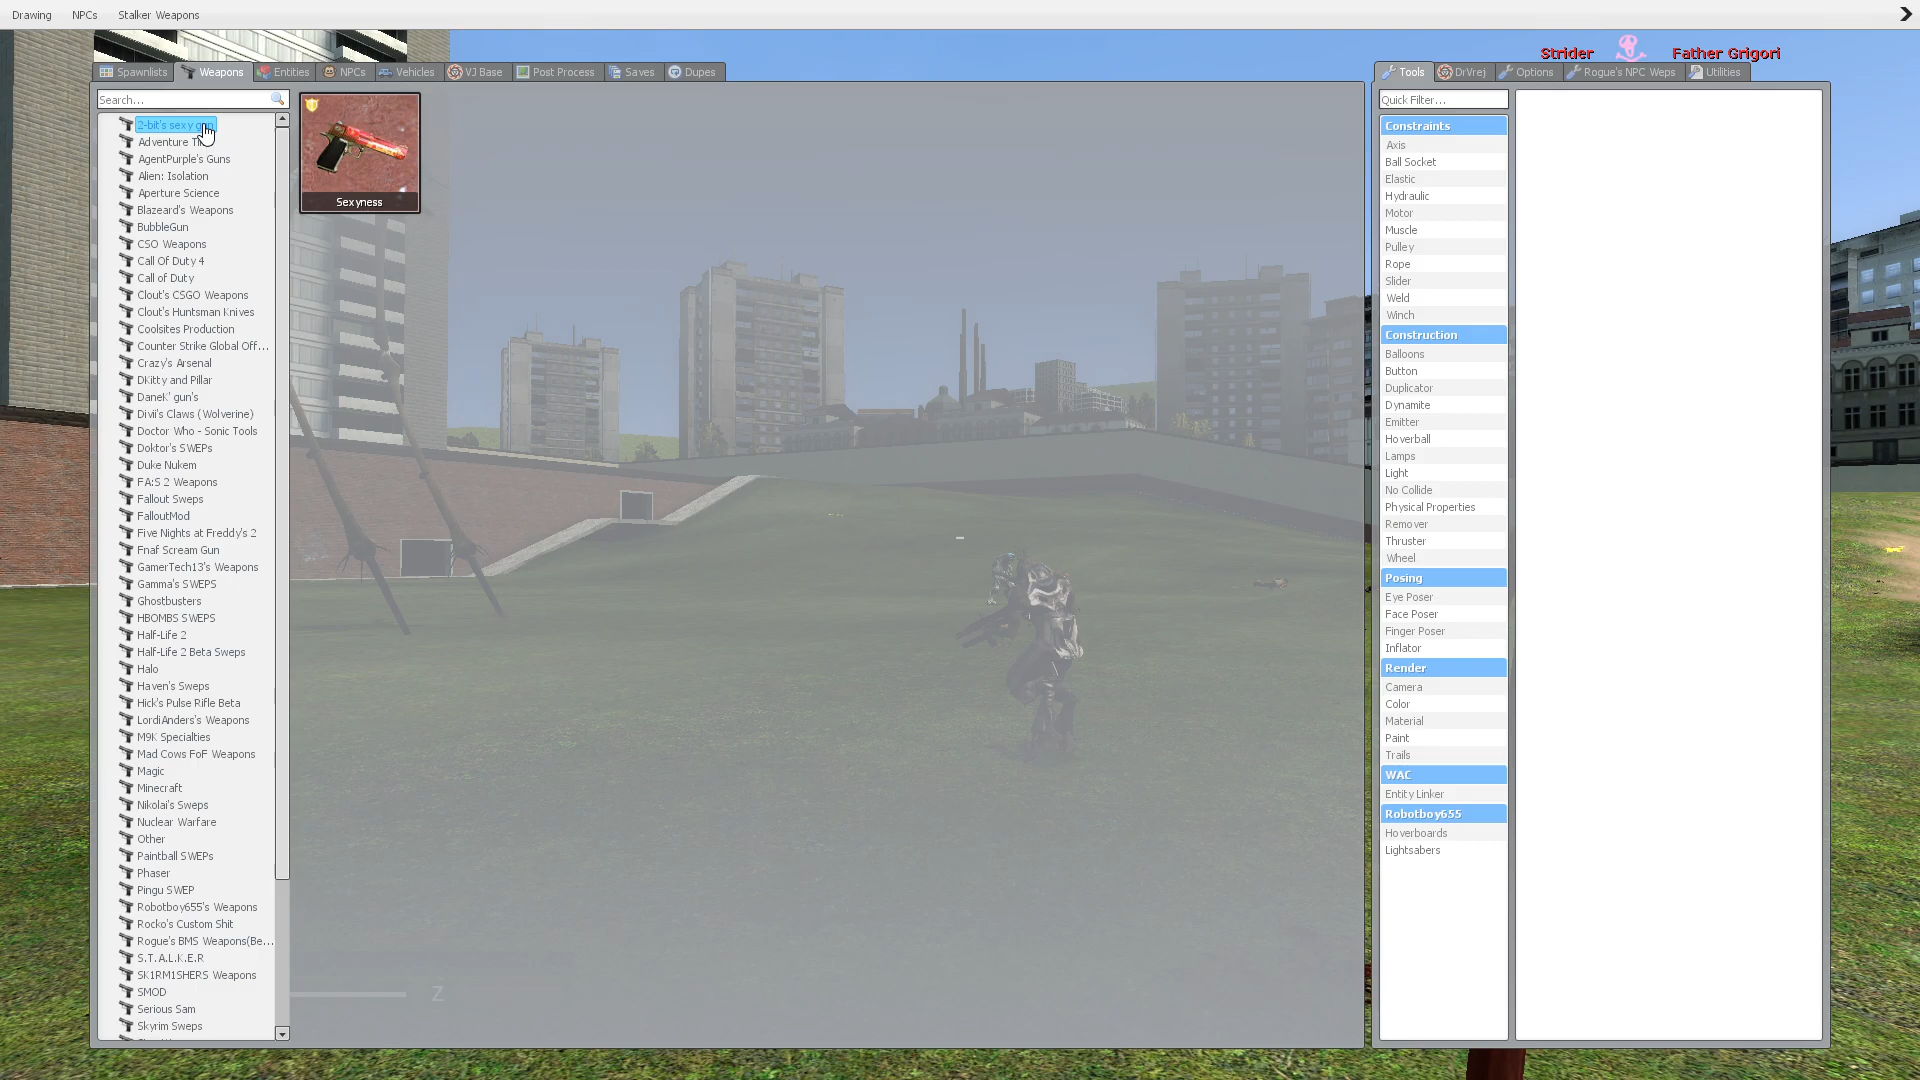 Drawing NPCs Stalker Weapons
Strider Father Grigori
Spawnlists Weapons Entities NPCs Vehicles VJ Base Post Process Saves Dupes
Tools DrVrej Options Rogue's NPC Weps Utilities
Search...
2-bit's sexy gun
Adventure
AgentPurple's Guns
Alien: Isolation
Aperture Science
Blazeard's Weapons
BubbleGun
CSO Weapons
Call Of Duty 4
Call of Duty
Clout's CSGO Weapons
Clout's Huntsman Knives
Coolsites Production
Counter Strike Global Off...
Crazy's Arsenal
DKitty and Pillar
DaneK' gun's
Divii's Claws (Wolverine)
Doctor Who - Sonic Tools
Doktor's SWEPs
Duke Nukem
FA:S 2 Weapons
Fallout Sweps
FalloutMod
Five Nights at Freddy's 2
Fnaf Scream Gun
GamerTech13's Weapons
Gamma's SWEPS
Ghostbusters
HBOMBS SWEPS
Half-Life 2
Half-Life 2 Beta Sweps
Halo
Haven's Sweps
Hick's Pulse Rifle Beta
LordiAnders's Weapons
M9K Specialties
Mad Cows FoF Weapons
Magic
Minecraft
Nikolai's Sweps
Nuclear Warfare
Other
Paintball SWEPs
Phaser
Pingu SWEP
Robotboy655's Weapons
Rocko's Custom Shit
Rogue's BMS Weapons(Be...
S.T.A.L.K.E.R
SK1RM1SHERS Weapons
SMOD
Serious Sam
Skyrim Sweps
Sexyness
Z
Quick Filter...
Constraints
Axis
Ball Socket
Elastic
Hydraulic
Motor
Muscle
Pulley
Rope
Slider
Weld
Winch
Construction
Balloons
Button
Duplicator
Dynamite
Emitter
Hoverball
Lamps
Light
No Collide
Physical Properties
Remover
Thruster
Wheel
Posing
Eye Poser
Face Poser
Finger Poser
Inflator
Render
Camera
Color
Material
Paint
Trails
WAC
Entity Linker
Robotboy655
Hoverboards
Lightsabers